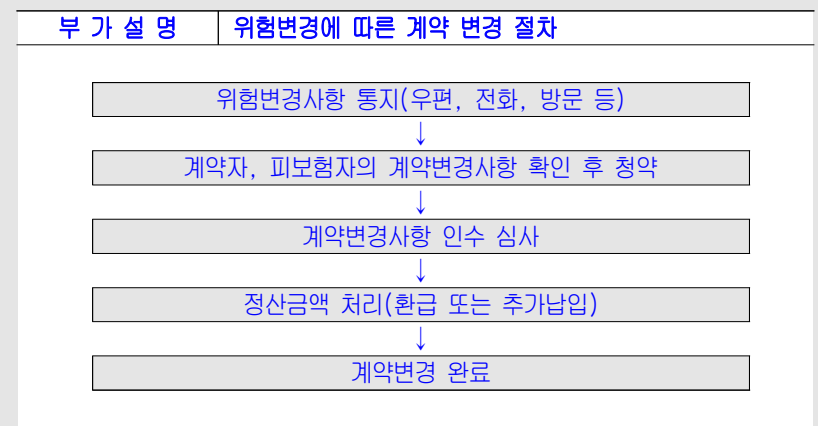 부 가 설 명 위험변경에 따른 계약 변경 절차
위험변경사항 통지(우편, 전화, 방문 등)
↓
계약자, 피보험자의 계약변경사항 확인 후 청약
↓
계약변경사항 인수 심사
↓
정산금액 처리(환급 또는 추가납입)
↓
계약변경 완료